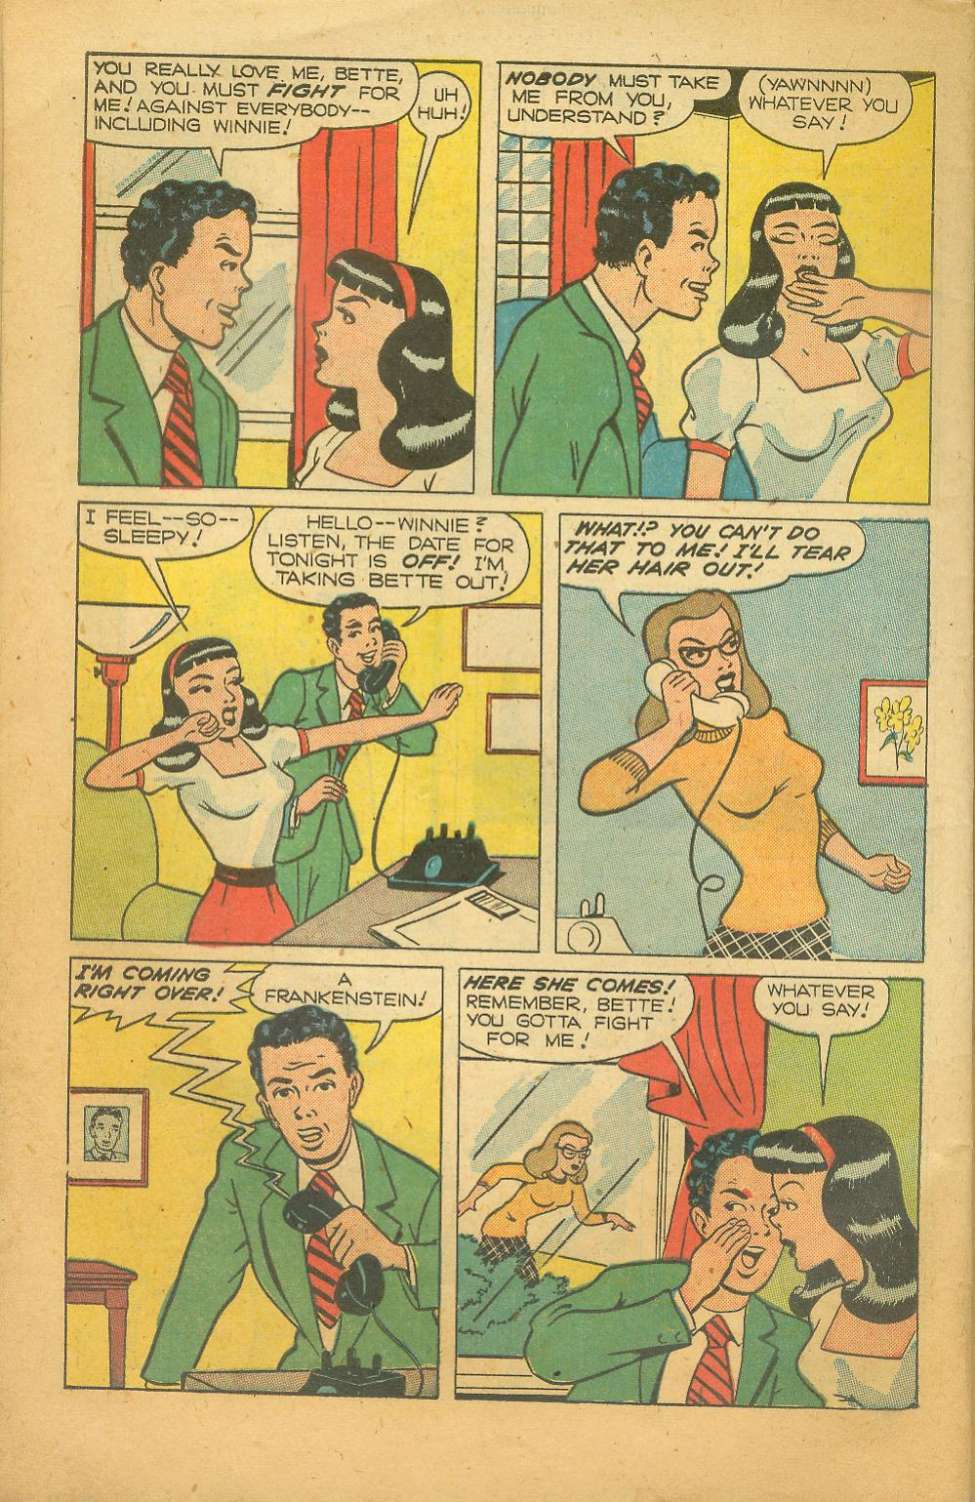 YOU REALLY LOVE ME, BETTE,
AND YOU MUST FIGHT FOR
ME! AGAINST EVERYBODY--
INCLUDING WINNIE!
UH
HUH!
NOBODY MUST TAKE
ME FROM YOU,
UNDERSTAND?
(YAWNNNN)
WHATEVER YOU
SAY!
I FEEL--SO--
SLEEPY!
HELLO--WINNIE?
LISTEN, THE DATE FOR
TONIGHT IS OFF! I'M
TAKING BETTE OUT!
WHAT!? YOU CAN'T DO
THAT TO ME! I'LL TEAR
HER HAIR OUT!
I'M COMING
RIGHT OVER!
A
FRANKENSTEIN!
HERE SHE COMES!
REMEMBER, BETTE!
YOU GOTTA FIGHT
FOR ME!
WHATEVER
YOU SAY!